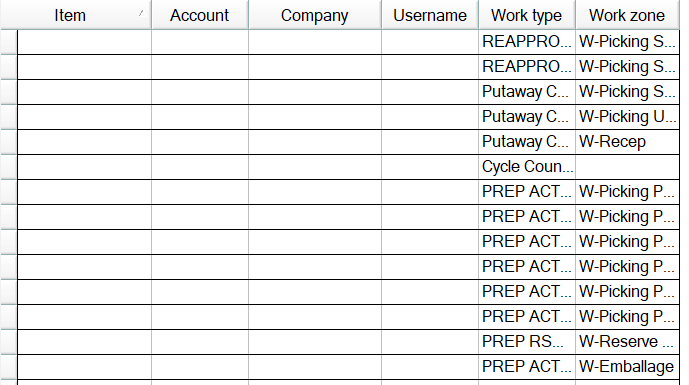 Item Account Company Username Work type Work zone
REAPPRO... W-Picking S...
REAPPRO... W-Picking S...
Putaway C... W-Picking S...
Putaway C... W-Picking U...
Putaway C... W-Recep
Cycle Coun...
PREP ACT... W-Picking P...
PREP ACT... W-Picking P...
PREP ACT... W-Picking P...
PREP ACT... W-Picking P...
PREP ACT... W-Picking P...
PREP ACT... W-Picking P...
PREP RS... W-Reserve ...
PREP ACT... W-Emballage